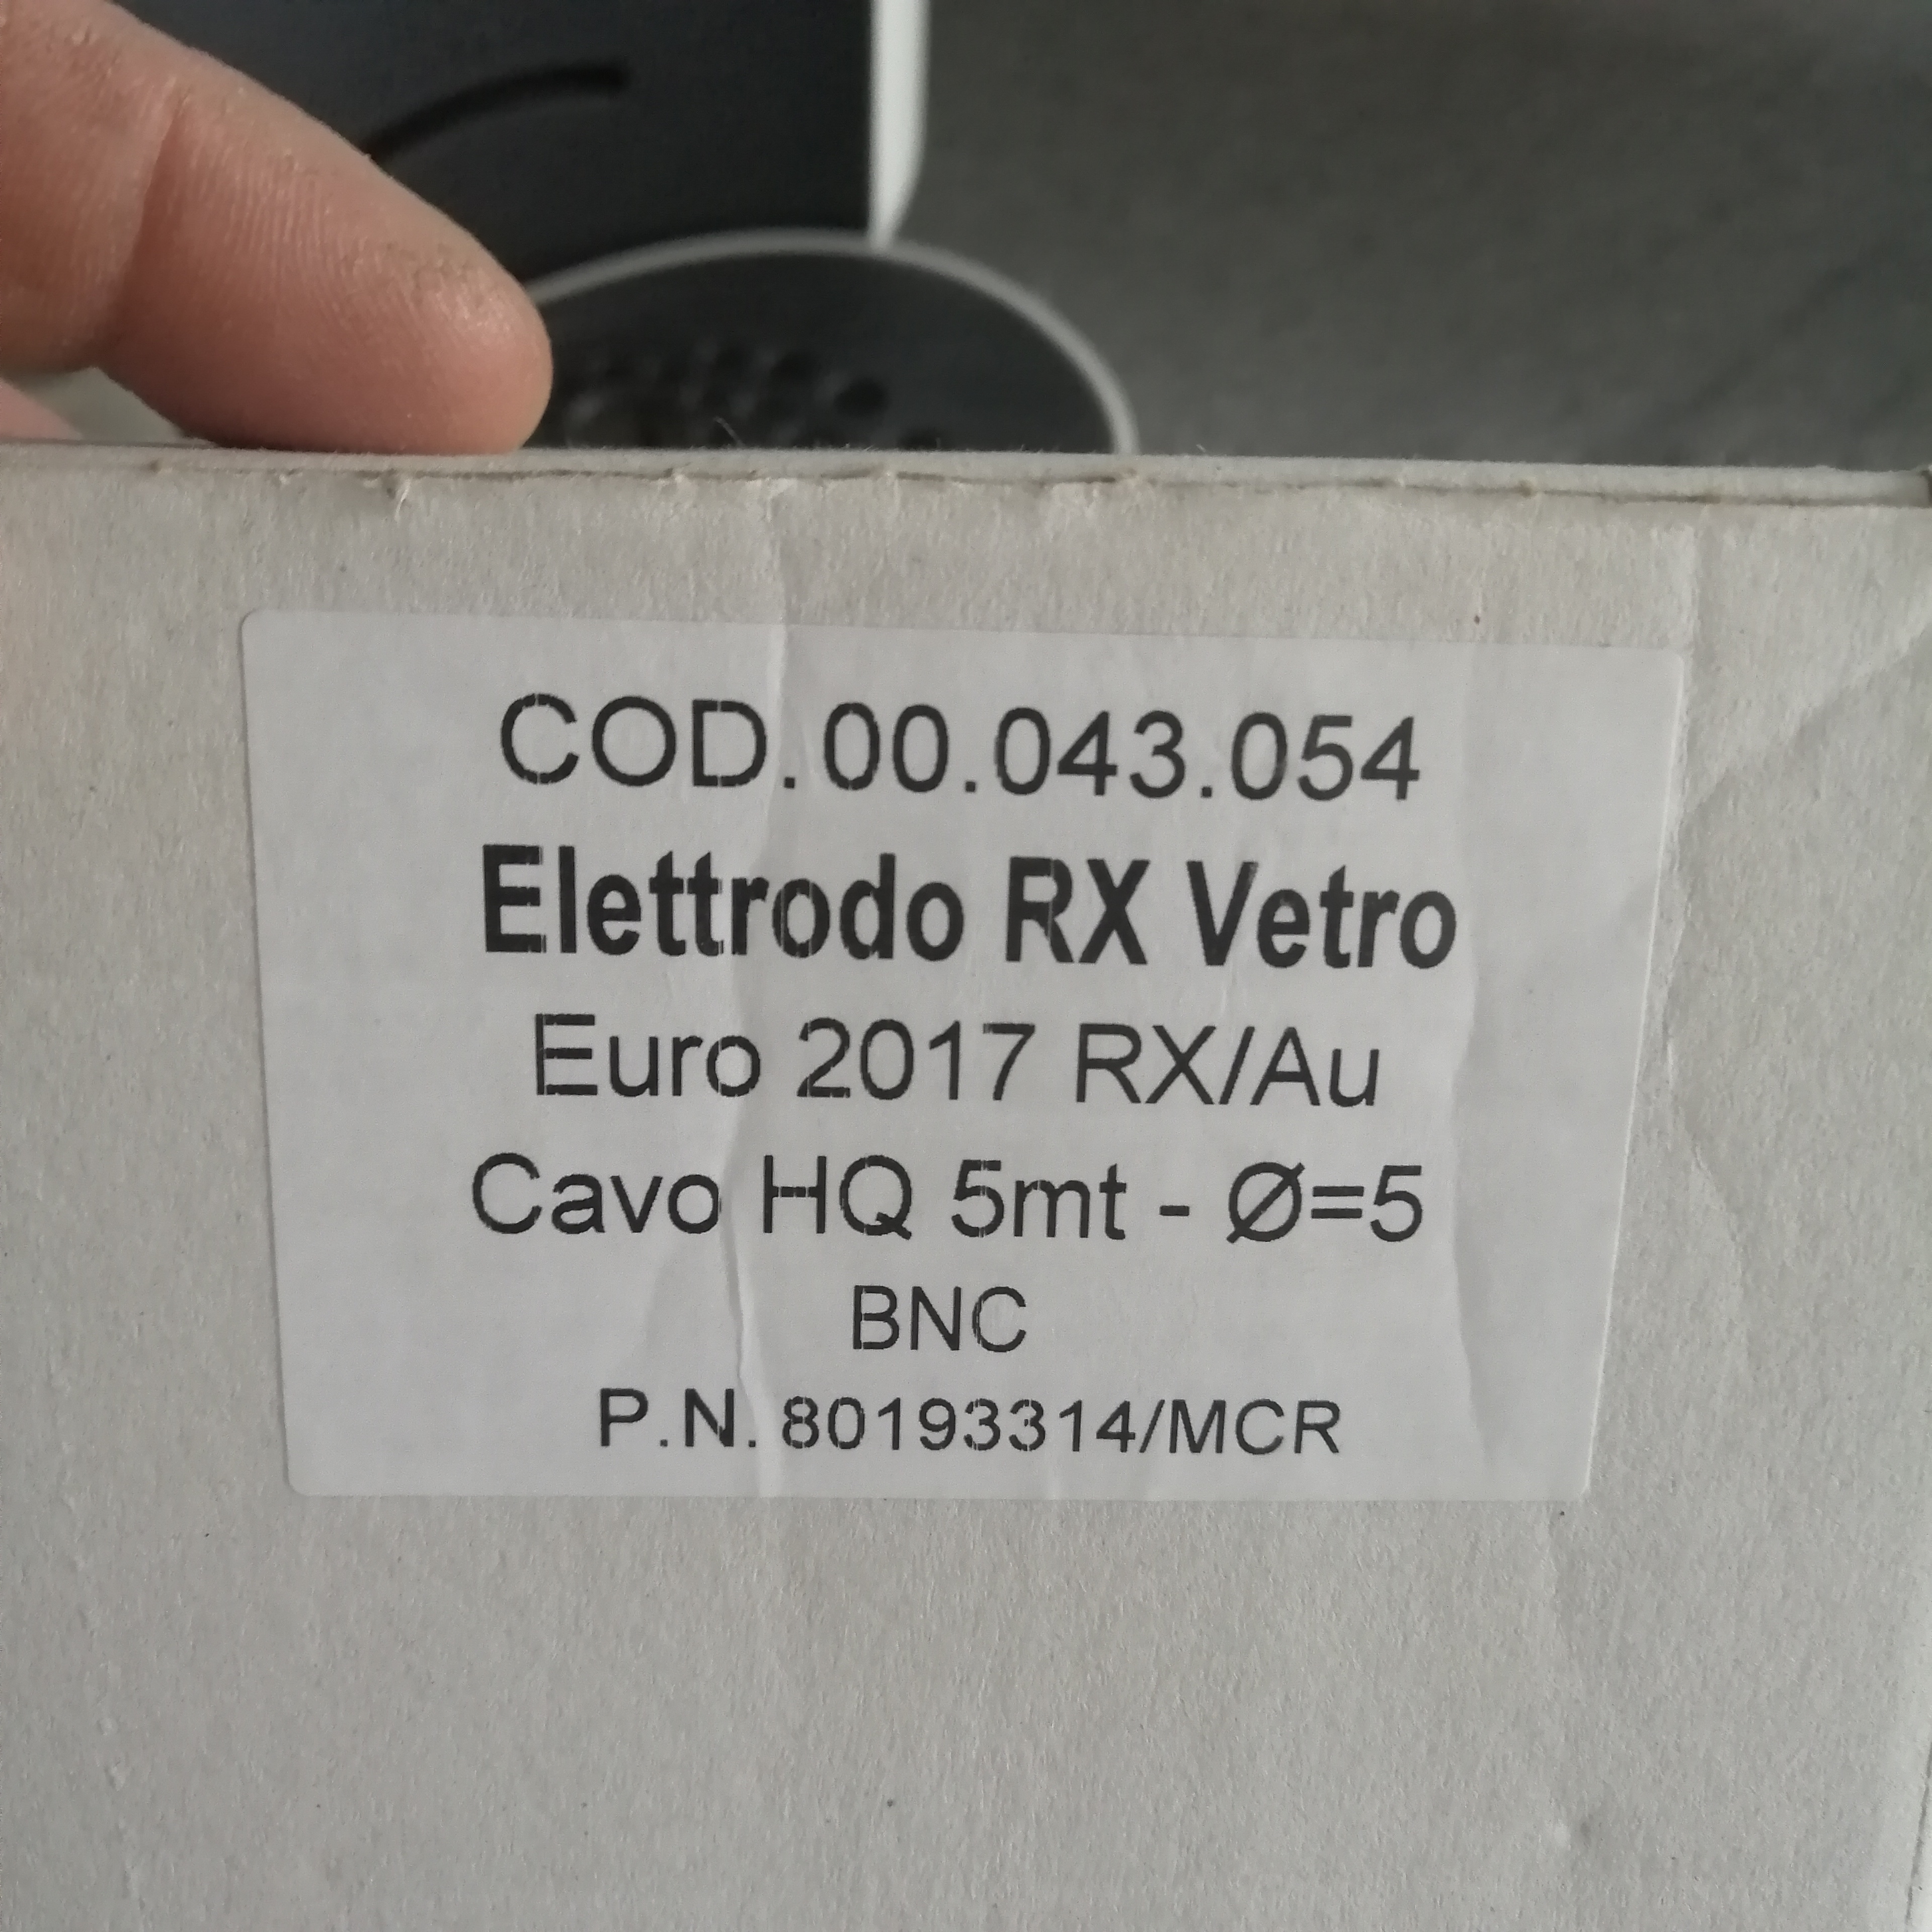 COD.00.043.054
Elettrodo RX Vetro
Euro 2017 RX/Au
Cavo HQ 5mt - Ø=5
BNC
P.N. 80193314/MCR